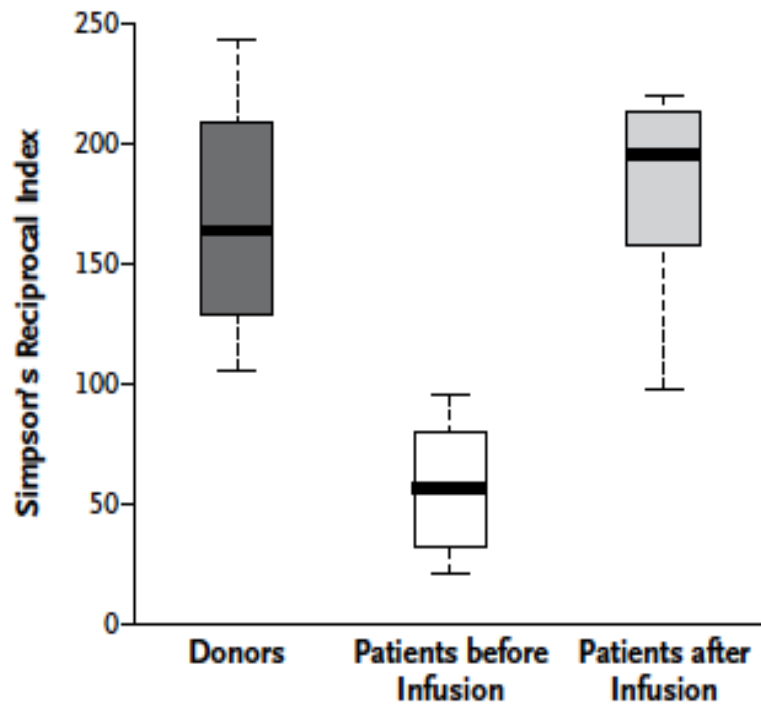 Simpson's Reciprocal Index
250
200
150
100
50
0
Donors
Patients before
Infusion
Patients after
Infusion